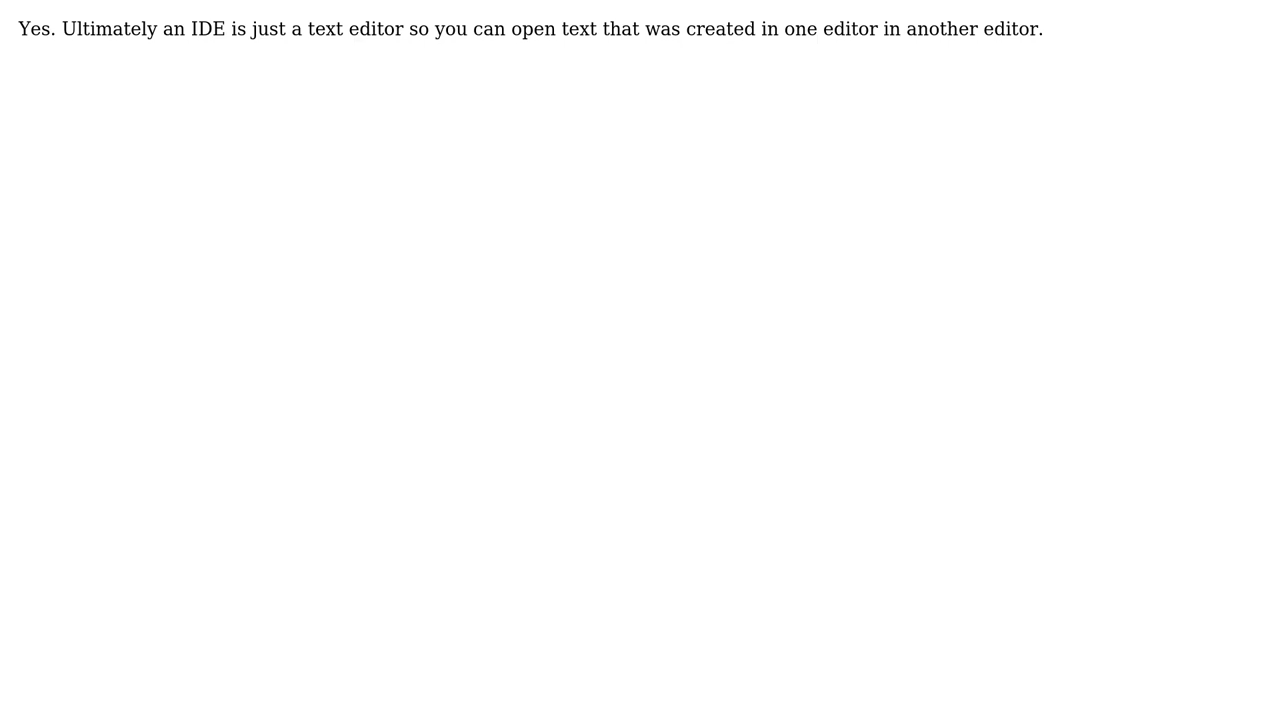 Yes. Ultimately an IDE is just a text editor so you can open text that was created in one editor in another editor.